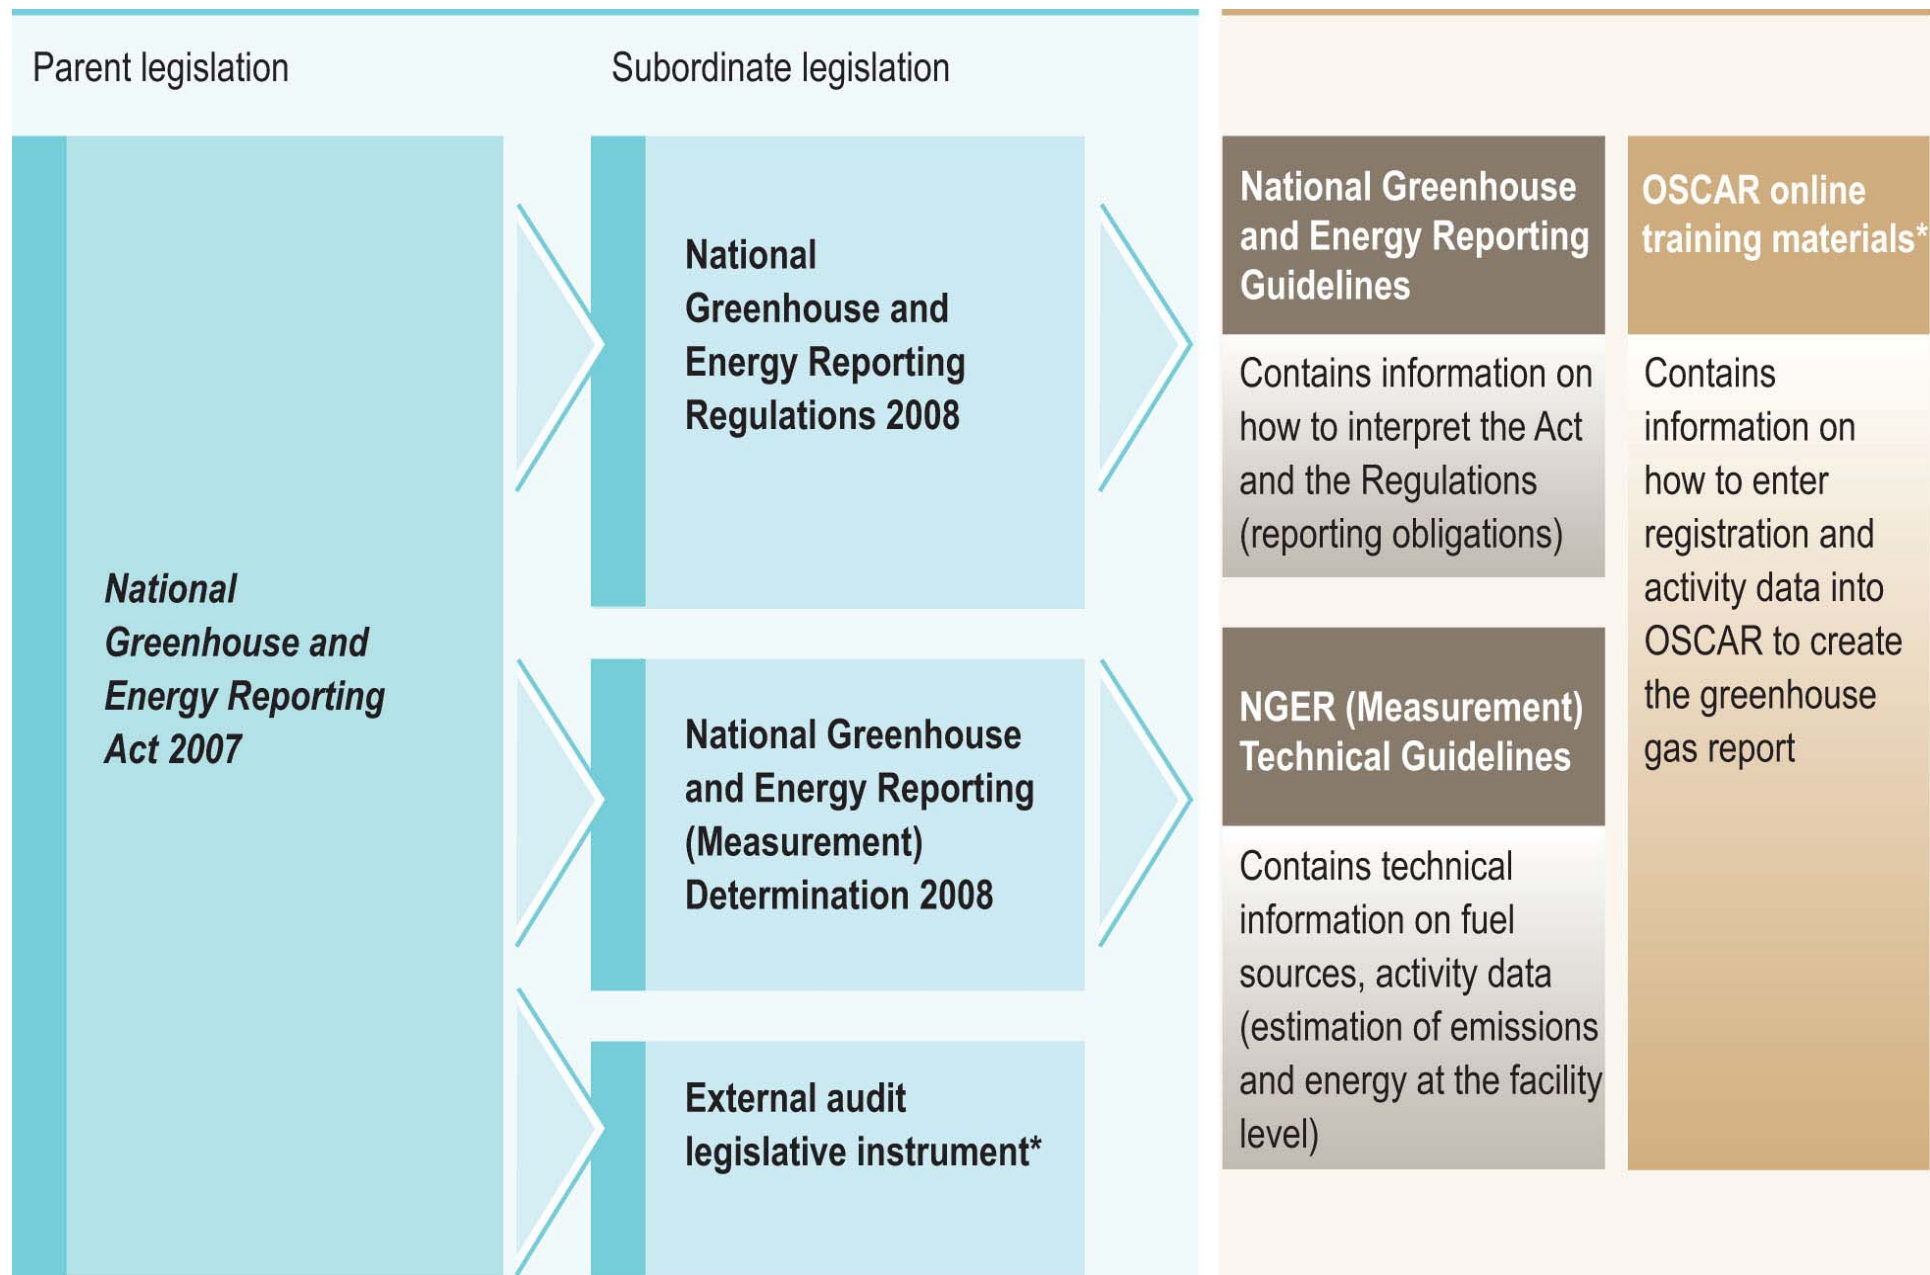 Parent legislation
Subordinate legislation
National
Greenhouse and
Energy Reporting
Act 2007
National
Greenhouse and
Energy Reporting
Regulations 2008
National Greenhouse
and Energy Reporting
(Measurement)
Determination 2008
External audit
legislative instrument*
National Greenhouse
and Energy Reporting
Guidelines
Contains information on
how to interpret the Act
and the Regulations
(reporting obligations)
NGER (Measurement)
Technical Guidelines
Contains technical
information on fuel
sources, activity data
(estimation of emissions
and energy at the facility
level)
OSCAR online
training materials*
Contains
information on
how to enter
registration and
activity data into
OSCAR to create
the greenhouse
gas report